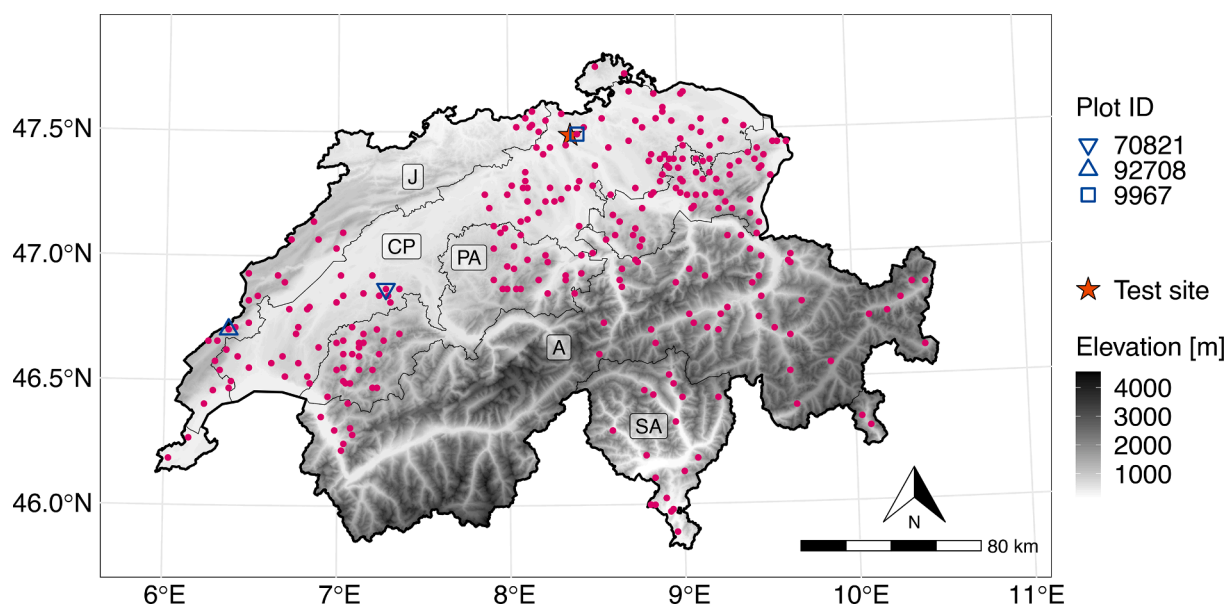 47.5°N
47.0°N
46.5°N
46.0°N
6°E
7°E
8°E
9°E
10°E
11°E
J
CP
PA
A
SA
N
80 km
Plot ID
70821
92708
9967
Test site
Elevation [m]
4000
3000
2000
1000